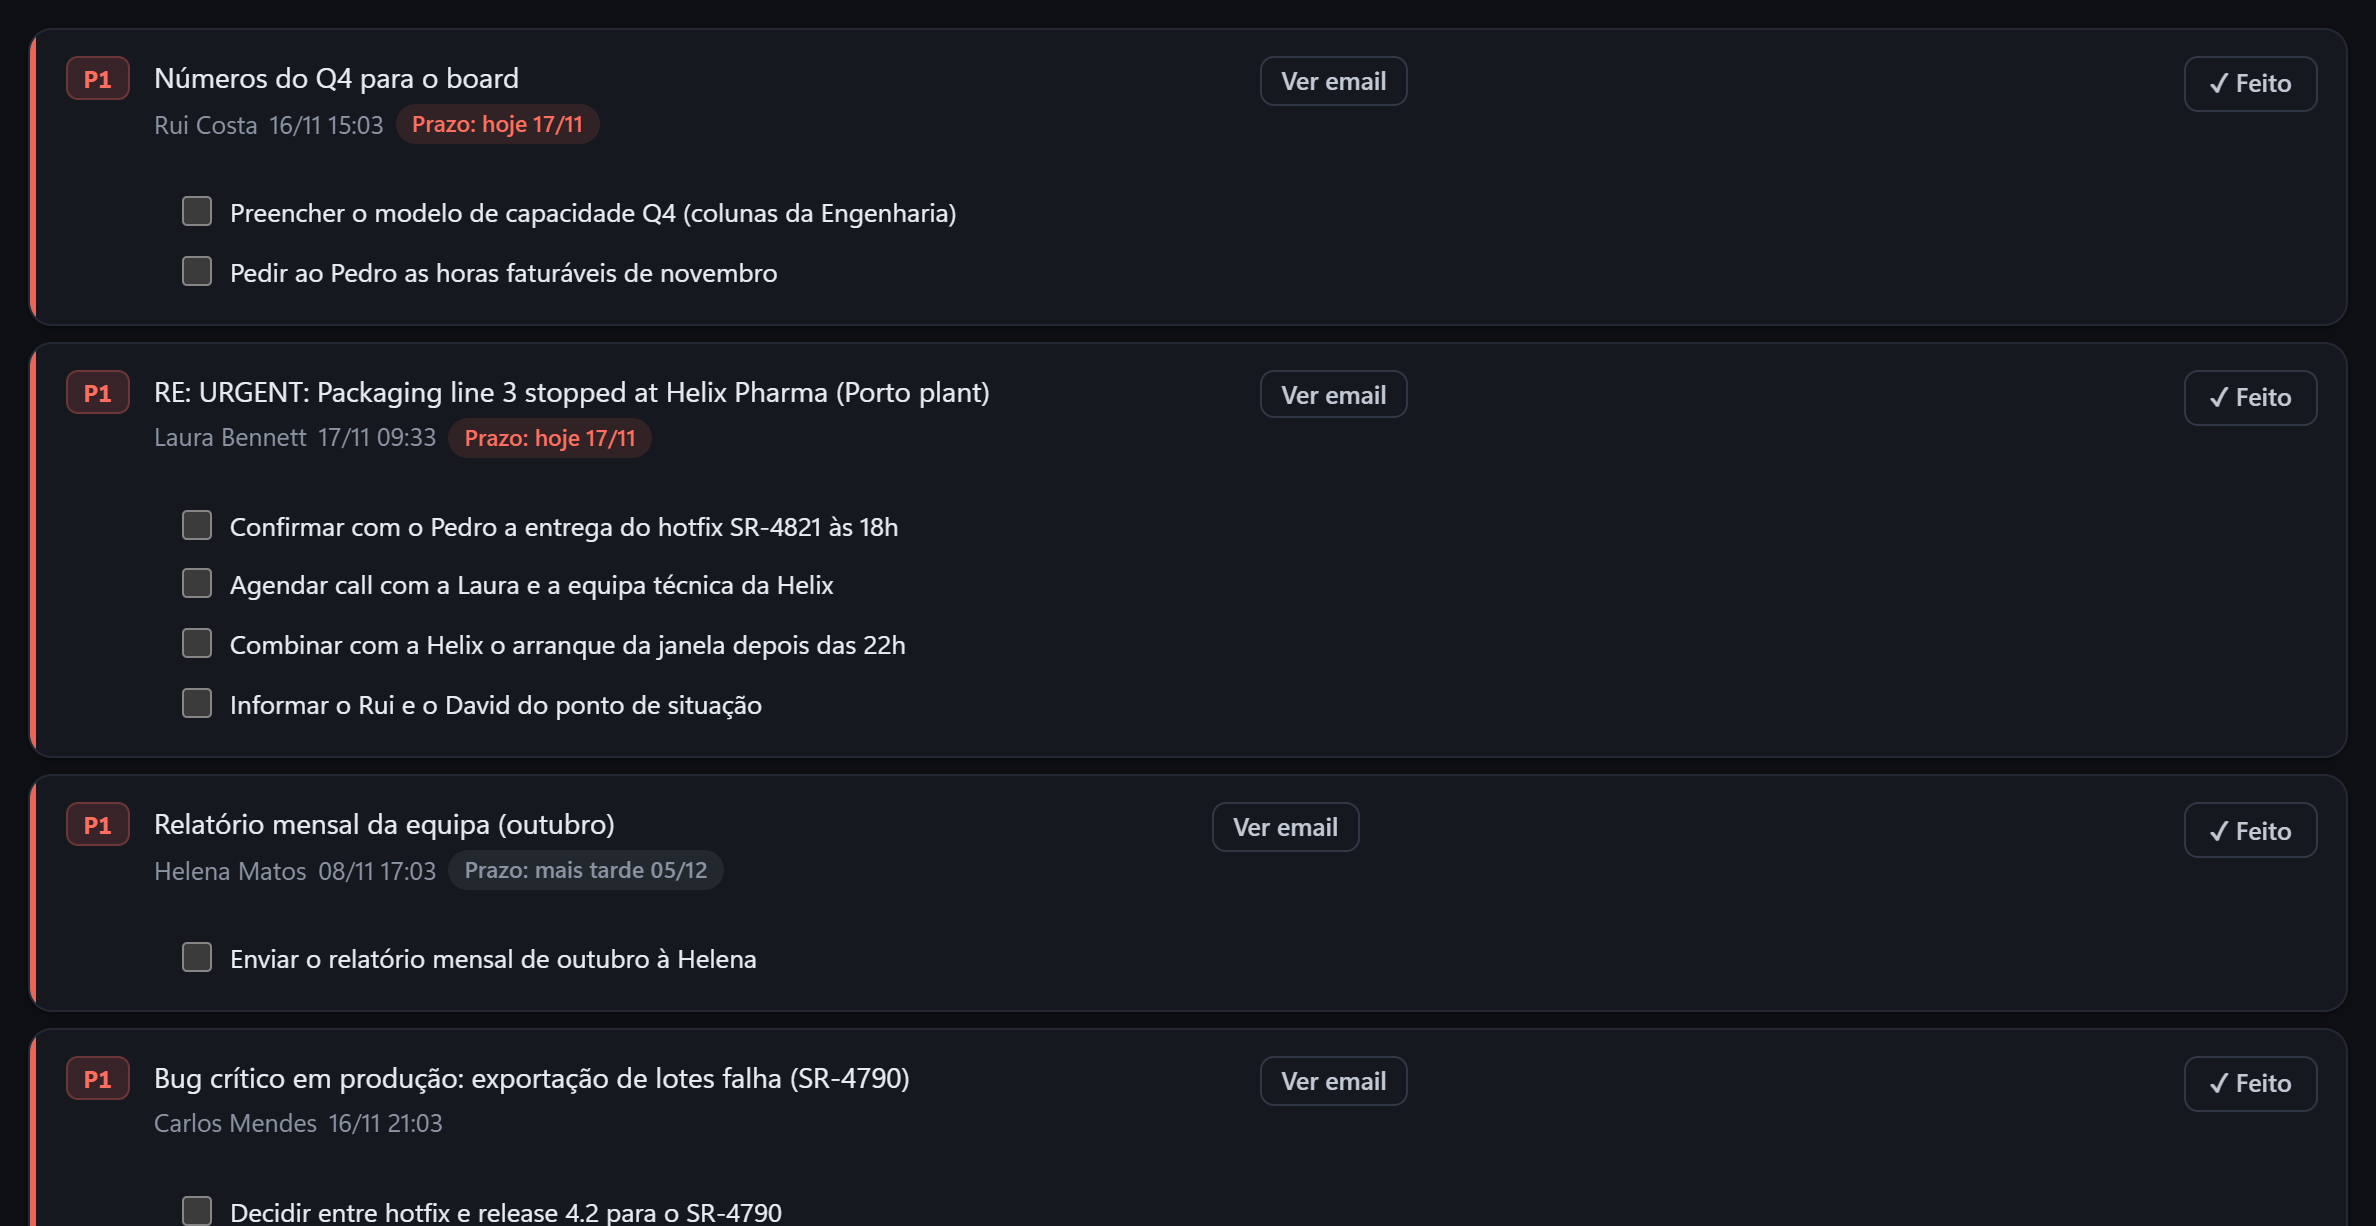 P1 Números do Q4 para o board Ver email ✓ Feito
Rui Costa 16/11 15:03 Prazo: hoje 17/11
Preencher o modelo de capacidade Q4 (colunas da Engenharia)
Pedir ao Pedro as horas faturáveis de novembro
P1 RE: URGENT: Packaging line 3 stopped at Helix Pharma (Porto plant) Ver email ✓ Feito
Laura Bennett 17/11 09:33 Prazo: hoje 17/11
Confirmar com o Pedro a entrega do hotfix SR-4821 às 18h
Agendar call com a Laura e a equipa técnica da Helix
Combinar com a Helix o arranque da janela depois das 22h
Informar o Rui e o David do ponto de situação
P1 Relatório mensal da equipa (outubro) Ver email ✓ Feito
Helena Matos 08/11 17:03 Prazo: mais tarde 05/12
Enviar o relatório mensal de outubro à Helena
P1 Bug crítico em produção: exportação de lotes falha (SR-4790) Ver email ✓ Feito
Carlos Mendes 16/11 21:03
Decidir entre hotfix e release 4.2 para o SR-4790